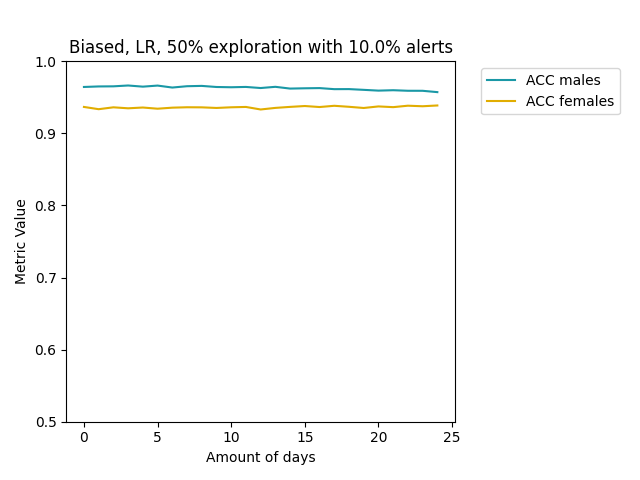 Biased, LR, 50% exploration with 10.0% alerts
1.0
0.9
0.8
0.7
0.6
0.5
Metric Value
0
5
10
15
20
25
Amount of days
ACC males
ACC females